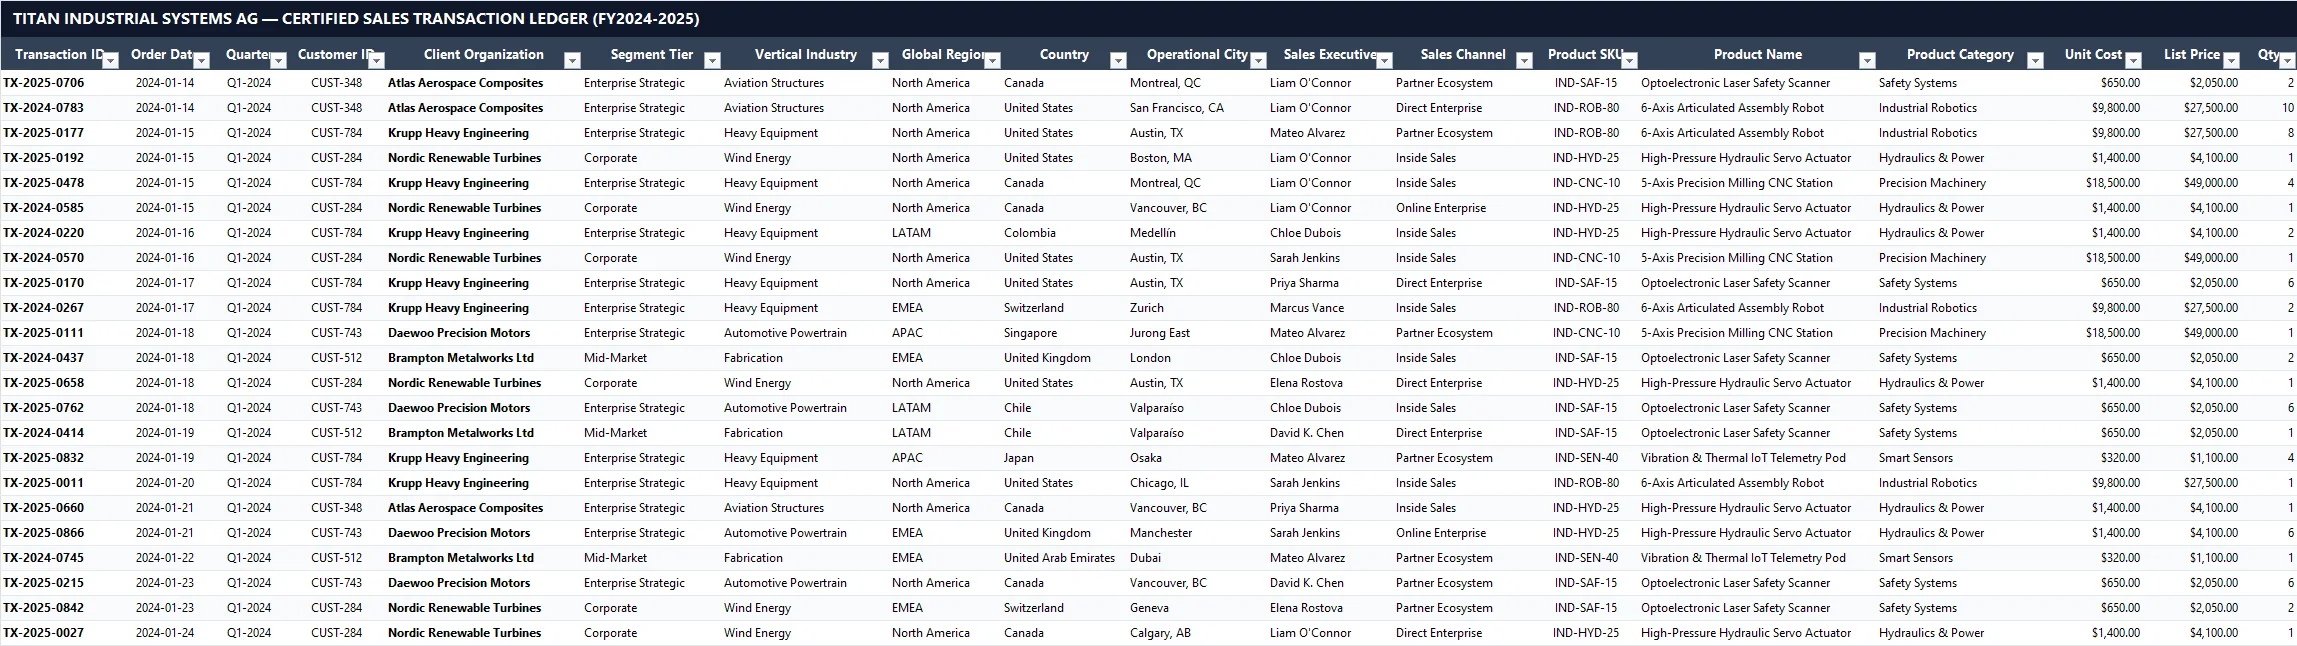 TITAN INDUSTRIAL SYSTEMS AG — CERTIFIED SALES TRANSACTION LEDGER (FY2024-2025)
Transaction ID Order Dat Quarter Customer ID Client Organization Segment Tier Vertical Industry Global Region Country Operational City Sales Executive Sales Channel Product SKU Product Name Product Category Unit Cost List Price Qty
TX-2025-0706 2024-01-14 Q1-2024 CUST-348 Atlas Aerospace Composites Enterprise Strategic Aviation Structures North America Canada Montreal, QC Liam O'Connor Partner Ecosystem IND-SAF-15 Optoelectronic Laser Safety Scanner Safety Systems $650.00 $2,050.00 2
TX-2024-0783 2024-01-14 Q1-2024 CUST-348 Atlas Aerospace Composites Enterprise Strategic Aviation Structures North America United States San Francisco, CA Liam O'Connor Direct Enterprise IND-ROB-80 6-Axis Articulated Assembly Robot Industrial Robotics $9,800.00 $27,500.00 10
TX-2025-0177 2024-01-15 Q1-2024 CUST-784 Krupp Heavy Engineering Enterprise Strategic Heavy Equipment North America United States Austin, TX Mateo Alvarez Partner Ecosystem IND-ROB-80 6-Axis Articulated Assembly Robot Industrial Robotics $9,800.00 $27,500.00 8
TX-2025-0192 2024-01-15 Q1-2024 CUST-284 Nordic Renewable Turbines Corporate Wind Energy North America United States Boston, MA Liam O'Connor Inside Sales IND-HYD-25 High-Pressure Hydraulic Servo Actuator Hydraulics & Power $1,400.00 $4,100.00 1
TX-2025-0478 2024-01-15 Q1-2024 CUST-784 Krupp Heavy Engineering Enterprise Strategic Heavy Equipment North America Canada Montreal, QC Liam O'Connor Inside Sales IND-CNC-10 5-Axis Precision Milling CNC Station Precision Machinery $18,500.00 $49,000.00 4
TX-2024-0585 2024-01-15 Q1-2024 CUST-284 Nordic Renewable Turbines Corporate Wind Energy North America Canada Vancouver, BC Liam O'Connor Online Enterprise IND-HYD-25 High-Pressure Hydraulic Servo Actuator Hydraulics & Power $1,400.00 $4,100.00 1
TX-2024-0220 2024-01-16 Q1-2024 CUST-784 Krupp Heavy Engineering Enterprise Strategic Heavy Equipment LATAM Colombia Medellín Chloe Dubois Inside Sales IND-HYD-25 High-Pressure Hydraulic Servo Actuator Hydraulics & Power $1,400.00 $4,100.00 2
TX-2024-0570 2024-01-16 Q1-2024 CUST-284 Nordic Renewable Turbines Corporate Wind Energy North America United States Austin, TX Sarah Jenkins Inside Sales IND-CNC-10 5-Axis Precision Milling CNC Station Precision Machinery $18,500.00 $49,000.00 1
TX-2025-0170 2024-01-17 Q1-2024 CUST-784 Krupp Heavy Engineering Enterprise Strategic Heavy Equipment North America United States Austin, TX Priya Sharma Direct Enterprise IND-SAF-15 Optoelectronic Laser Safety Scanner Safety Systems $650.00 $2,050.00 6
TX-2024-0267 2024-01-17 Q1-2024 CUST-784 Krupp Heavy Engineering Enterprise Strategic Heavy Equipment EMEA Switzerland Zurich Marcus Vance Inside Sales IND-ROB-80 6-Axis Articulated Assembly Robot Industrial Robotics $9,800.00 $27,500.00 2
TX-2025-0111 2024-01-18 Q1-2024 CUST-743 Daewoo Precision Motors Enterprise Strategic Automotive Powertrain APAC Singapore Jurong East Mateo Alvarez Partner Ecosystem IND-CNC-10 5-Axis Precision Milling CNC Station Precision Machinery $18,500.00 $49,000.00 1
TX-2024-0437 2024-01-18 Q1-2024 CUST-512 Brampton Metalworks Ltd Mid-Market Fabrication EMEA United Kingdom London Chloe Dubois Inside Sales IND-SAF-15 Optoelectronic Laser Safety Scanner Safety Systems $650.00 $2,050.00 2
TX-2025-0658 2024-01-18 Q1-2024 CUST-284 Nordic Renewable Turbines Corporate Wind Energy North America United States Austin, TX Elena Rostova Direct Enterprise IND-HYD-25 High-Pressure Hydraulic Servo Actuator Hydraulics & Power $1,400.00 $4,100.00 1
TX-2025-0762 2024-01-18 Q1-2024 CUST-743 Daewoo Precision Motors Enterprise Strategic Automotive Powertrain LATAM Chile Valparaíso Chloe Dubois Inside Sales IND-SAF-15 Optoelectronic Laser Safety Scanner Safety Systems $650.00 $2,050.00 6
TX-2024-0414 2024-01-19 Q1-2024 CUST-512 Brampton Metalworks Ltd Mid-Market Fabrication LATAM Chile Valparaíso David K. Chen Direct Enterprise IND-SAF-15 Optoelectronic Laser Safety Scanner Safety Systems $650.00 $2,050.00 1
TX-2025-0832 2024-01-19 Q1-2024 CUST-784 Krupp Heavy Engineering Enterprise Strategic Heavy Equipment APAC Japan Osaka Mateo Alvarez Partner Ecosystem IND-SEN-40 Vibration & Thermal IoT Telemetry Pod Smart Sensors $320.00 $1,100.00 4
TX-2025-0011 2024-01-20 Q1-2024 CUST-784 Krupp Heavy Engineering Enterprise Strategic Heavy Equipment North America United States Chicago, IL Sarah Jenkins Inside Sales IND-ROB-80 6-Axis Articulated Assembly Robot Industrial Robotics $9,800.00 $27,500.00 1
TX-2025-0660 2024-01-21 Q1-2024 CUST-348 Atlas Aerospace Composites Enterprise Strategic Aviation Structures North America Canada Vancouver, BC Priya Sharma Inside Sales IND-HYD-25 High-Pressure Hydraulic Servo Actuator Hydraulics & Power $1,400.00 $4,100.00 1
TX-2025-0866 2024-01-21 Q1-2024 CUST-743 Daewoo Precision Motors Enterprise Strategic Automotive Powertrain EMEA United Kingdom Manchester Sarah Jenkins Online Enterprise IND-HYD-25 High-Pressure Hydraulic Servo Actuator Hydraulics & Power $1,400.00 $4,100.00 6
TX-2024-0745 2024-01-22 Q1-2024 CUST-512 Brampton Metalworks Ltd Mid-Market Fabrication EMEA United Arab Emirates Dubai Mateo Alvarez Partner Ecosystem IND-SEN-40 Vibration & Thermal IoT Telemetry Pod Smart Sensors $320.00 $1,100.00 1
TX-2025-0215 2024-01-23 Q1-2024 CUST-743 Daewoo Precision Motors Enterprise Strategic Automotive Powertrain North America Canada Vancouver, BC David K. Chen Partner Ecosystem IND-SAF-15 Optoelectronic Laser Safety Scanner Safety Systems $650.00 $2,050.00 6
TX-2025-0842 2024-01-23 Q1-2024 CUST-284 Nordic Renewable Turbines Corporate Wind Energy EMEA Switzerland Geneva Elena Rostova Partner Ecosystem IND-SAF-15 Optoelectronic Laser Safety Scanner Safety Systems $650.00 $2,050.00 2
TX-2025-0027 2024-01-24 Q1-2024 CUST-284 Nordic Renewable Turbines Corporate Wind Energy North America Canada Calgary, AB Liam O'Connor Direct Enterprise IND-HYD-25 High-Pressure Hydraulic Servo Actuator Hydraulics & Power $1,400.00 $4,100.00 1